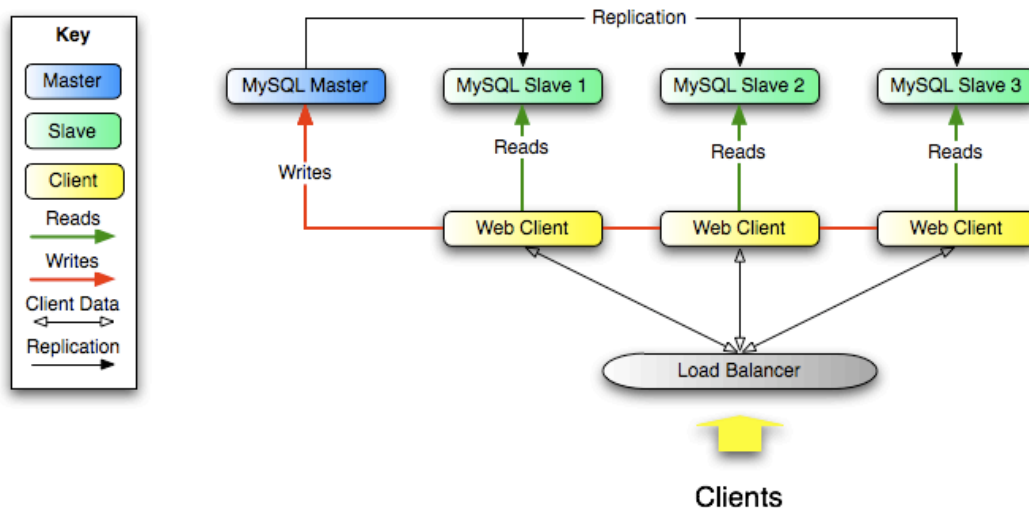 Key
Master
Slave
Client
Reads
Writes
Client Data
Replication
Replication
MySQL Master
MySQL Slave 1
MySQL Slave 2
MySQL Slave 3
Writes
Reads
Reads
Reads
Web Client
Web Client
Web Client
Load Balancer
Clients